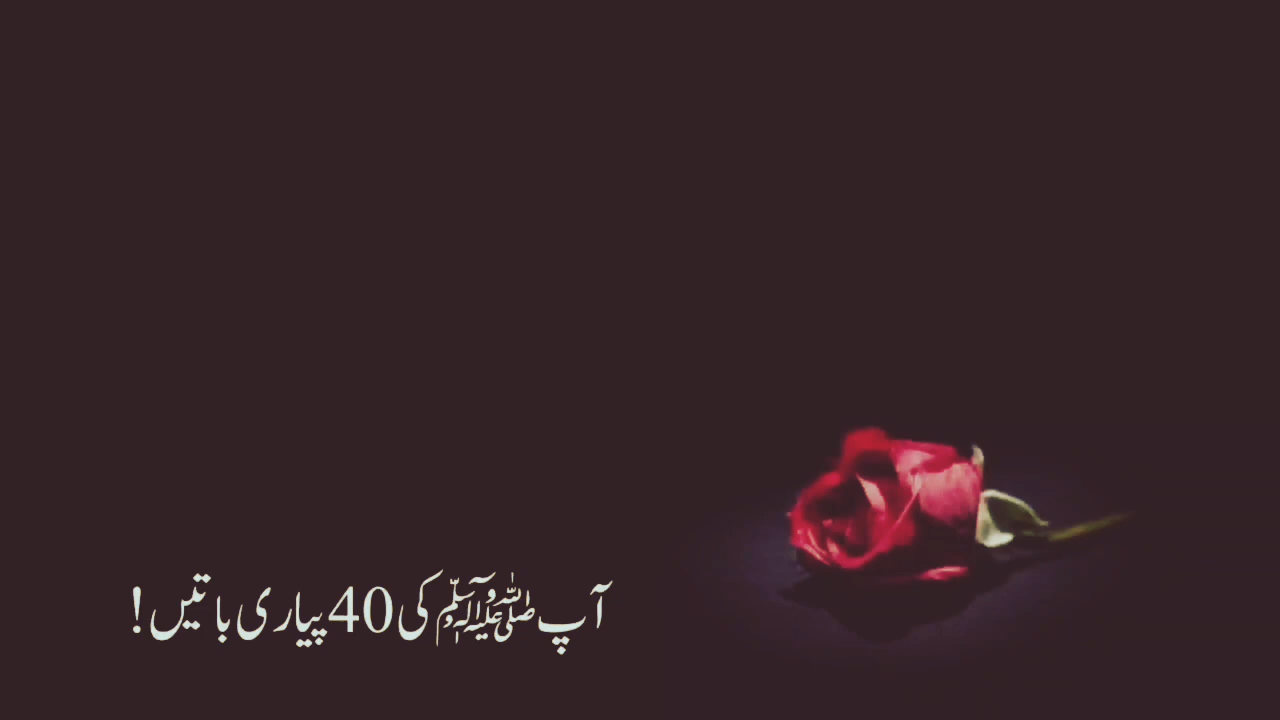 آپ صلی اللہ علیہ وآلہ وسلم کی 40 پیاری باتیں!